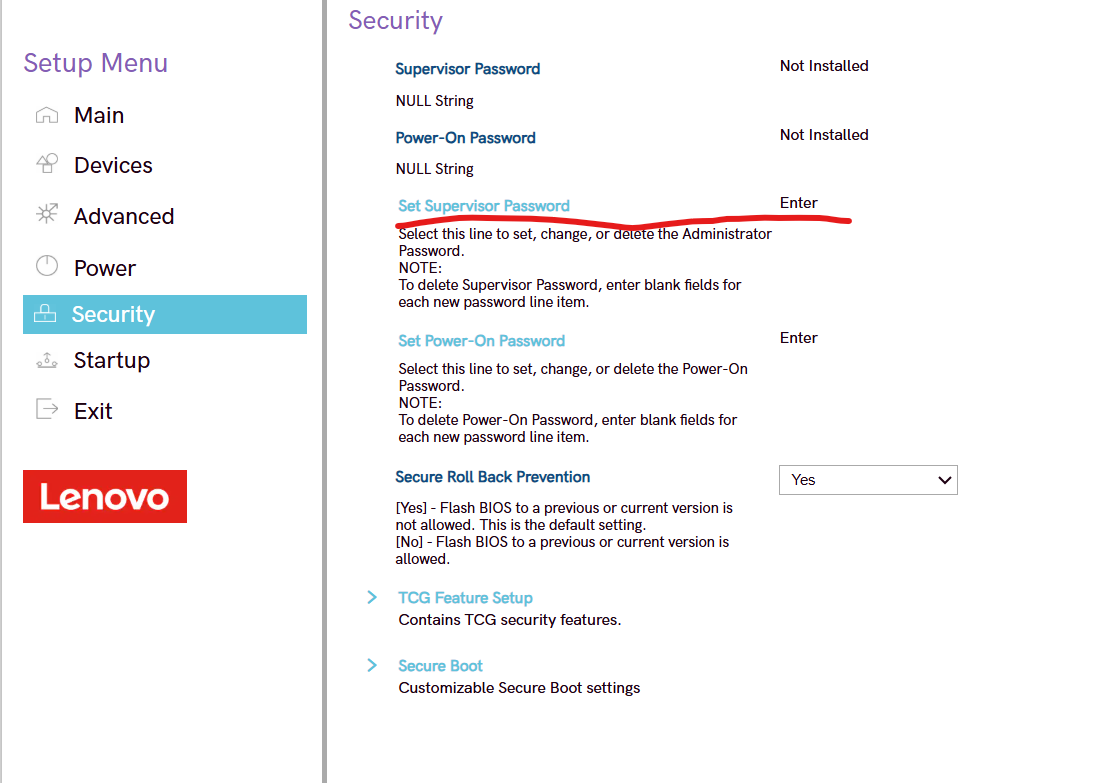 Setup Menu
Main
Devices
Advanced
Power
Security
Startup
Exit
Lenovo
Security
Supervisor Password Not Installed
NULL String
Power-On Password Not Installed
NULL String
Set Supervisor Password Enter
Select this line to set, change, or delete the Administrator
Password.
NOTE:
To delete Supervisor Password, enter blank fields for
each new password line item.
Set Power-On Password Enter
Select this line to set, change, or delete the Power-On
Password.
NOTE:
To delete Power-On Password, enter blank fields for
each new password line item.
Secure Roll Back Prevention Yes
[Yes] - Flash BIOS to a previous or current version is
not allowed. This is the default setting.
[No] - Flash BIOS to a previous or current version is
allowed.
TCG Feature Setup
Contains TCG security features.
Secure Boot
Customizable Secure Boot settings